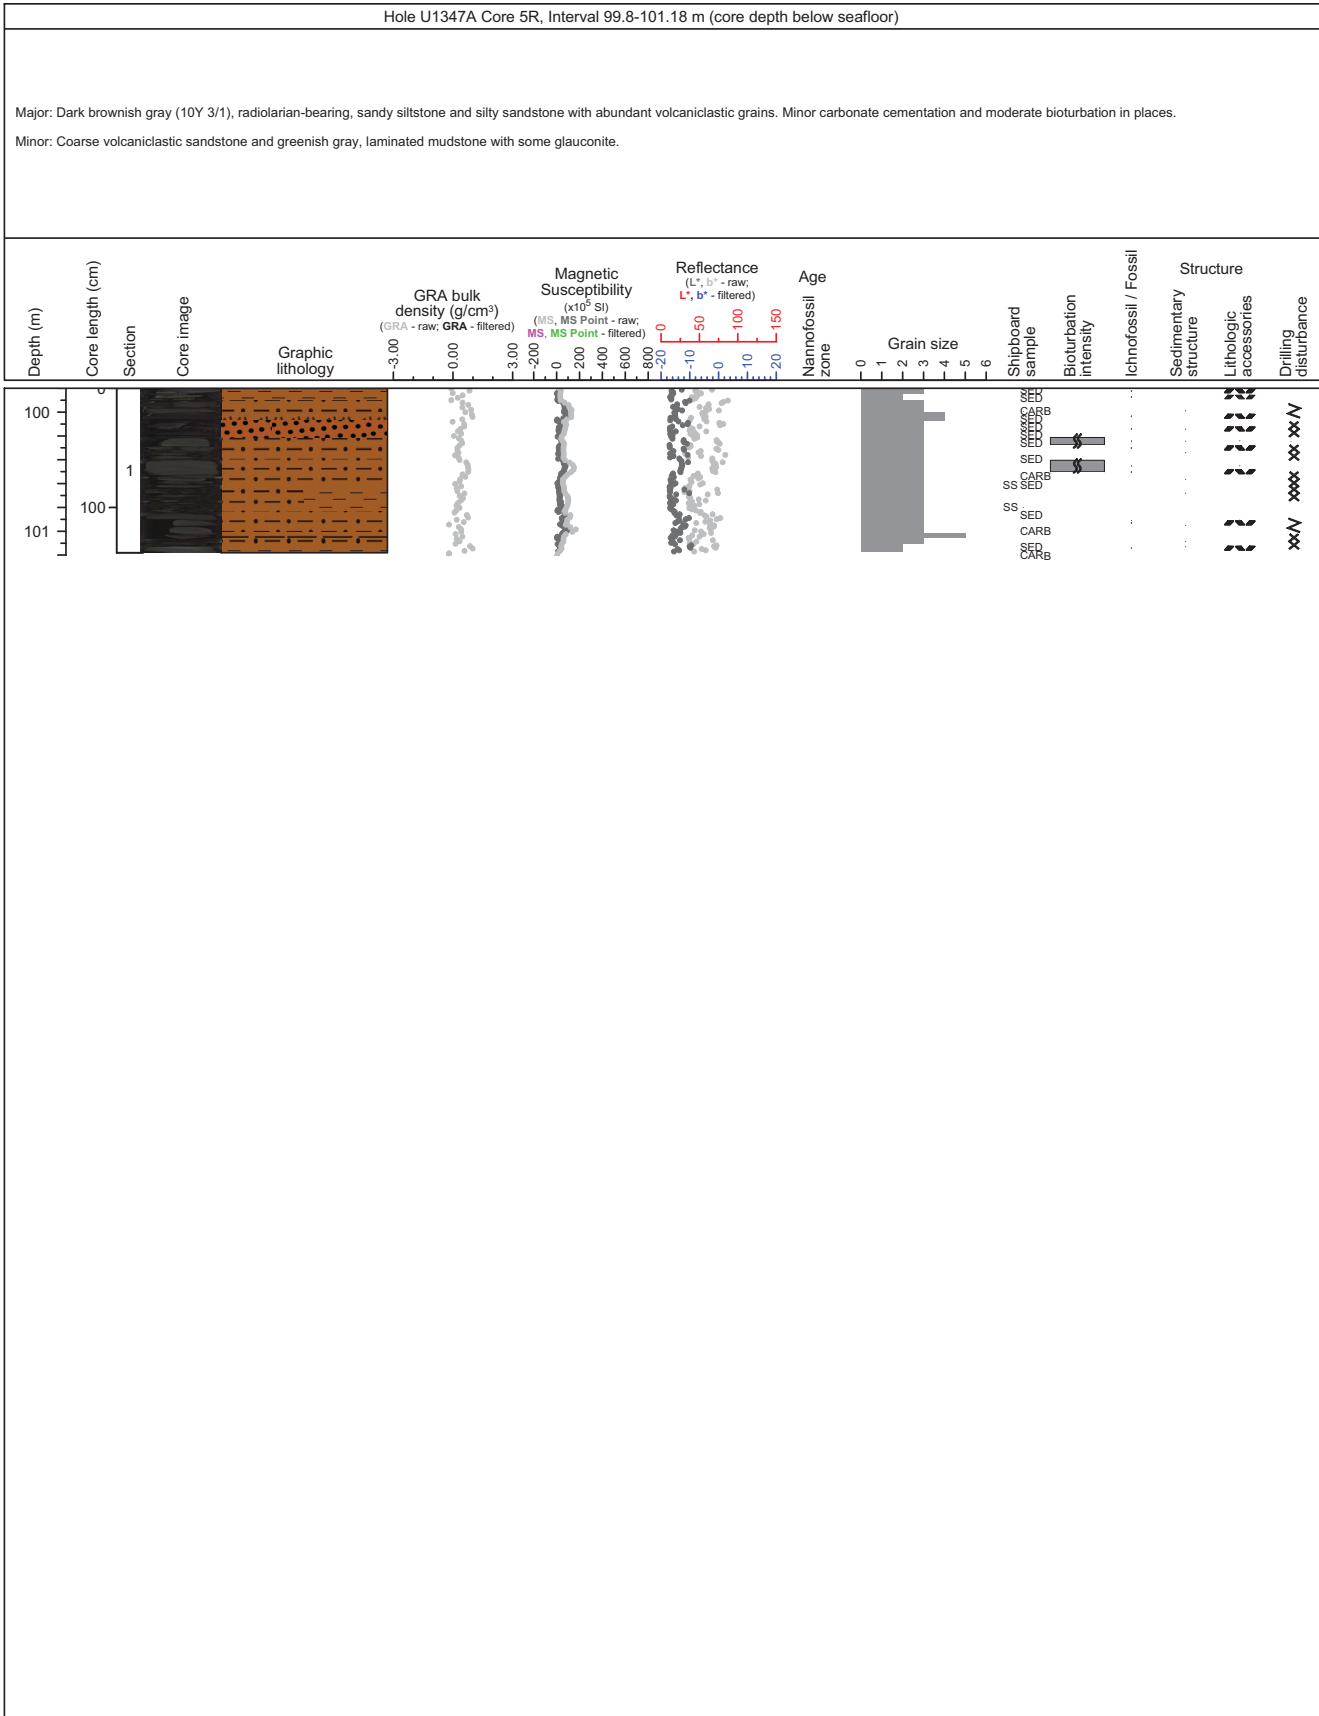 Hole U1347A Core 5R, Interval 99.8-101.18 m (core depth below seafloor)
Major: Dark brownish gray (10Y 3/1), radiolarian-bearing, sandy siltstone and silty sandstone with abundant volcaniclastic grains. Minor carbonate cementation and moderate bioturbation in places.
Minor: Coarse volcaniclastic sandstone and greenish gray, laminated mudstone with some glauconite.
Depth (m)
Core length (cm)
Section
Core image
Graphic
lithology
GRA bulk
density (g/cm³)
(GRA - raw; GRA - filtered)
-3.00
0.00
3.00
Magnetic
Susceptibility
(x10⁵ SI)
(MS, MS Point - raw;
MS, MS Point - filtered)
-200
0
200
400
600
800
Reflectance
(L*, b* - raw;
L*, b* - filtered)
0
50
100
150
-20
-10
0
10
20
Age
Nannofossil
zone
Grain size
0
1
2
3
4
5
6
Shipboard
sample
Bioturbation
intensity
Ichnofossil / Fossil
Structure
Sedimentary
structure
Lithologic
accessories
Drilling
disturbance
100
101
0
100
1
SED
SED
CARB
SED
SED
SED
SED
SED
SED
CARB
SS SED
SS
SED
CARB
SED
CARB